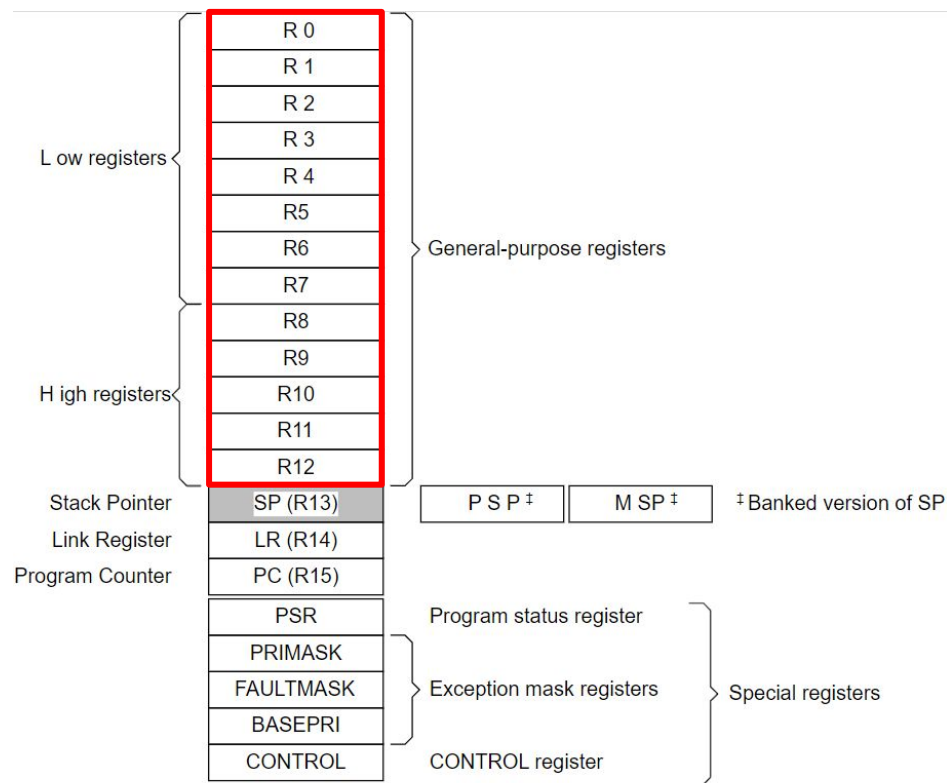 R 0
R 1
R 2
R 3
L ow registers
R 4
R5
R6
General-purpose registers
R7
R8
R9
H igh registers
R10
R11
R12
Stack Pointer SP (R13) P S P ‡ M SP ‡ ‡ Banked version of SP
Link Register LR (R14)
Program Counter PC (R15)
PSR Program status register
PRIMASK
FAULTMASK Exception mask registers Special registers
BASEPRI
CONTROL CONTROL register